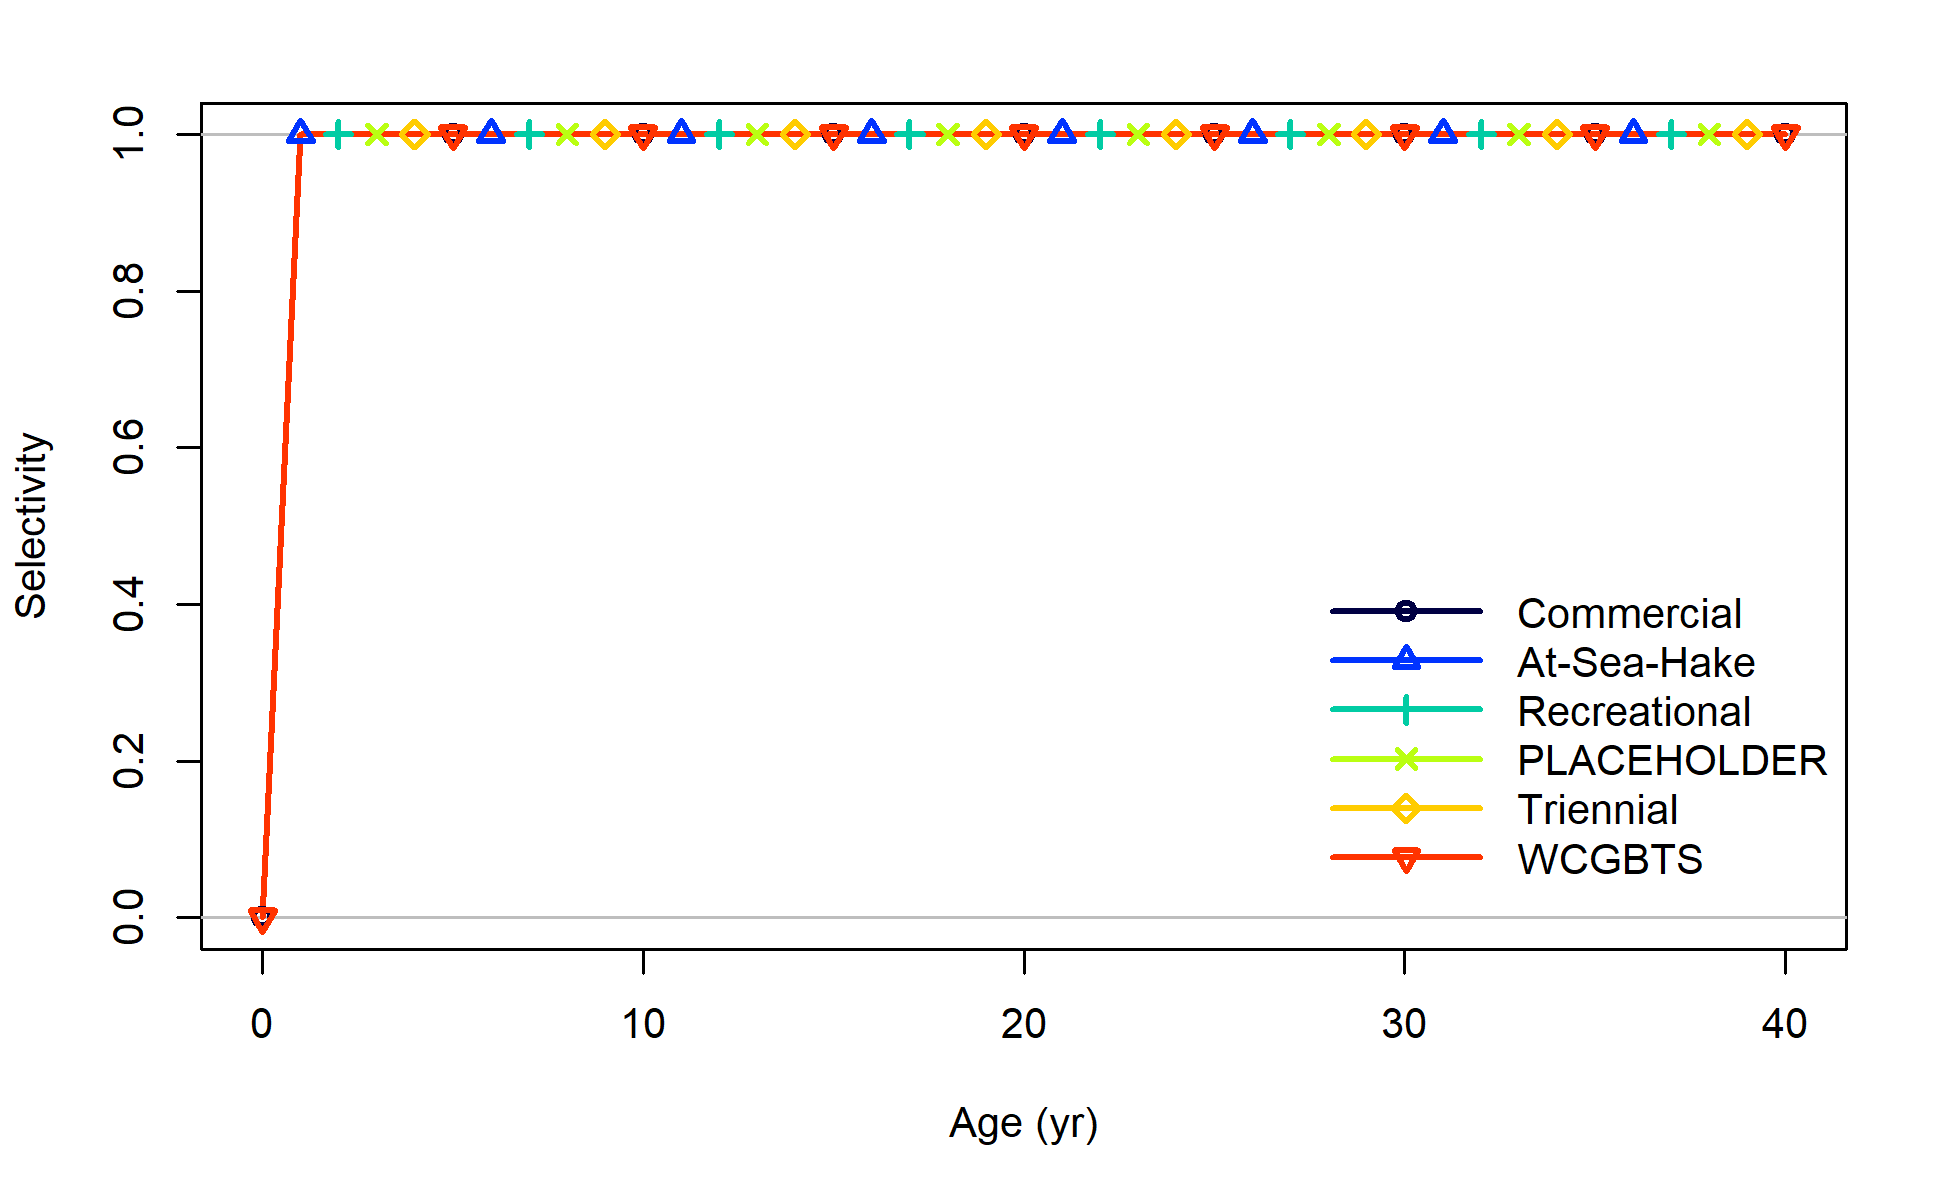 Selectivity
1.0
0.8
0.6
0.4
0.2
0.0
Commercial
At-Sea-Hake
Recreational
PLACEHOLDER
Triennial
WCGBTS
0 10 20 30 40
Age (yr)